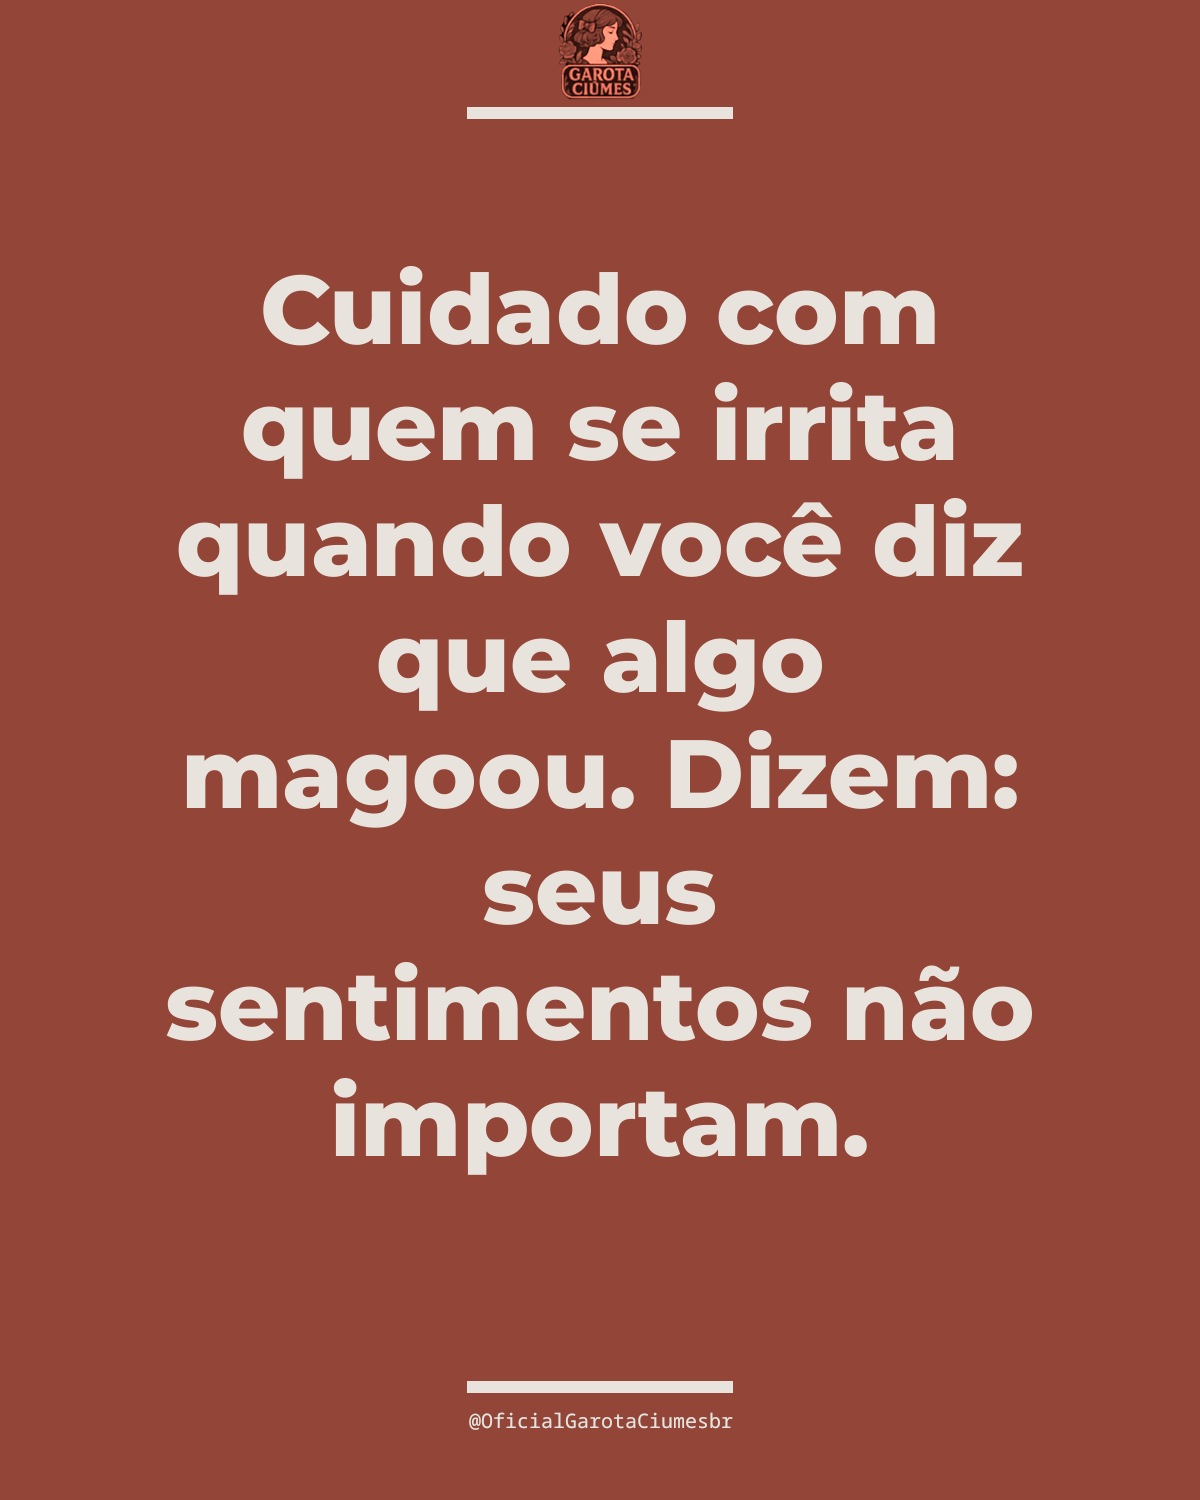 GAROTA
CIÚMES
Cuidado com
quem se irrita
quando você diz
que algo
magoou. Dizem:
seus
sentimentos não
importam.
@OficialGarotaCiumesbr